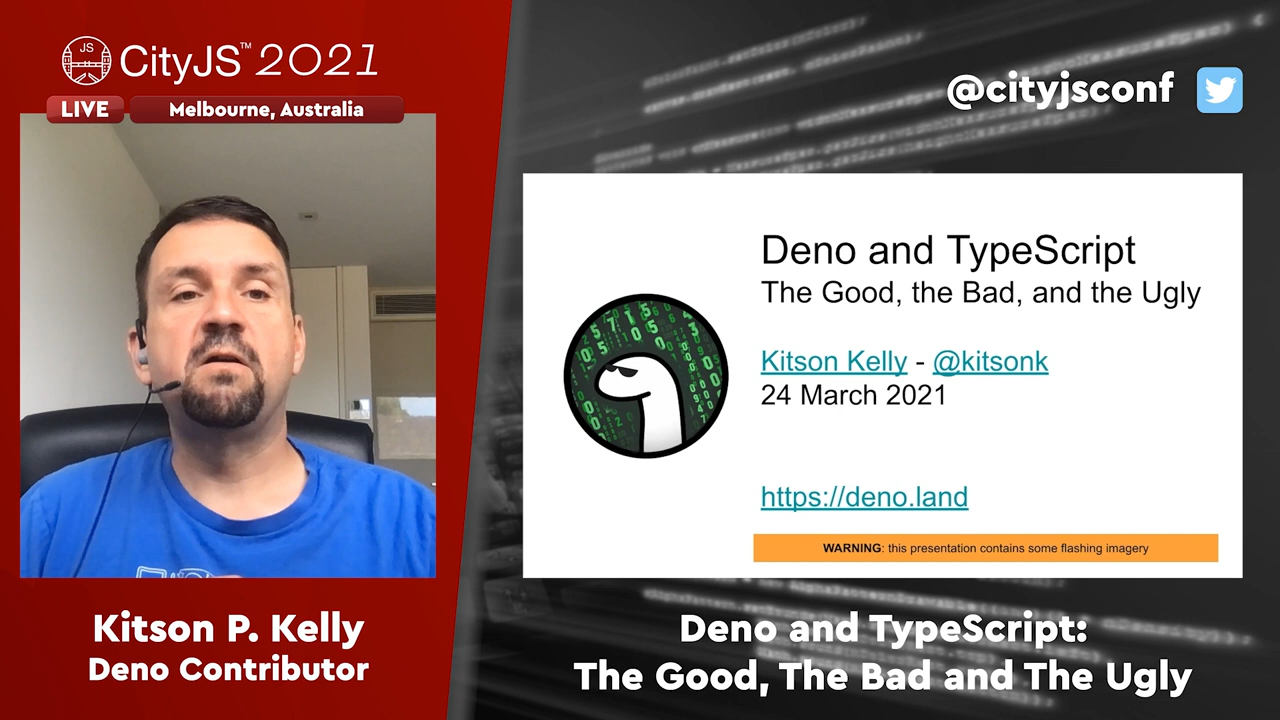 JS
CityJS™ 2021
LIVE
Melbourne, Australia
@cityjsconf
Deno and TypeScript
The Good, the Bad, and the Ugly
Kitson Kelly - @kitsonk
24 March 2021
https://deno.land
WARNING: this presentation contains some flashing imagery
Kitson P. Kelly
Deno Contributor
Deno and TypeScript:
The Good, The Bad and The Ugly